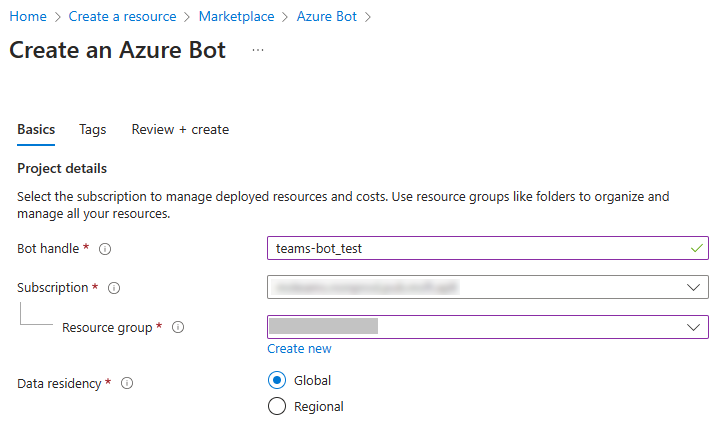 Home > Create a resource > Marketplace > Azure Bot >
Create an Azure Bot ...
Basics Tags Review + create
Project details
Select the subscription to manage deployed resources and costs. Use resource groups like folders to organize and
manage all your resources.
Bot handle * teams-bot_test
Subscription *
Resource group *
Create new
Data residency * Global
Regional